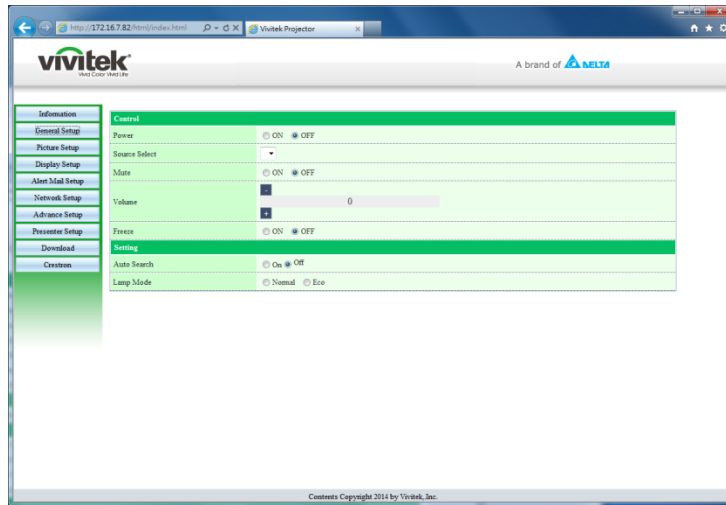 http://172.16.7.82/html/index.html
Vivitek Projector
vivitek
Vivid Color Vivid Life
A brand of DELTA
Information
General Setup
Picture Setup
Display Setup
Alert Mail Setup
Network Setup
Advance Setup
Presenter Setup
Download
Crestron
Control
Power ON OFF
Source Select
Mute ON OFF
Volume - 0 +
Freeze ON OFF
Setting
Auto Search On Off
Lamp Mode Normal Eco
Contents Copyright 2014 by Vivitek, Inc.